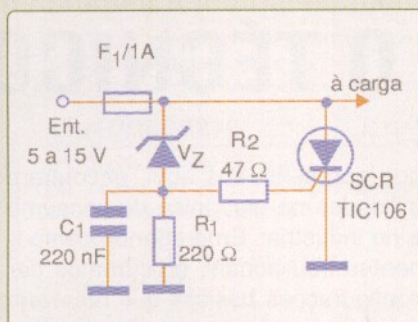 F1/1A
à carga
Ent.
5 a 15 V
VZ
R2
47 Ω
SCR
TIC106
C1
220 nF
R1
220 Ω